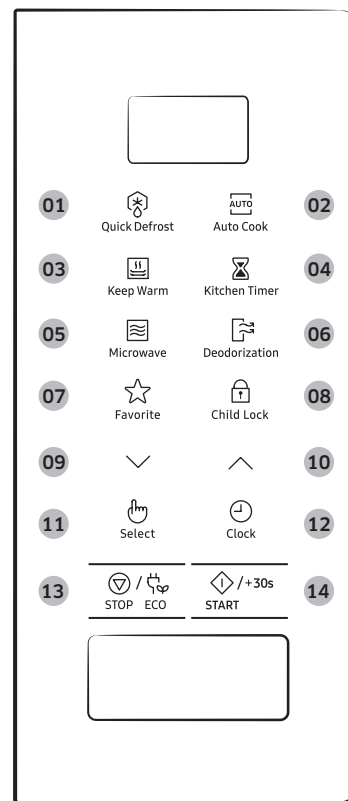 01 02
AUTO
Quick Defrost Auto Cook
03 04
Keep Warm Kitchen Timer
05 06
Microwave Deodorization
07 08
Favorite Child Lock
09 10
11 12
Select Clock
13 / /+30s 14
STOP ECO START